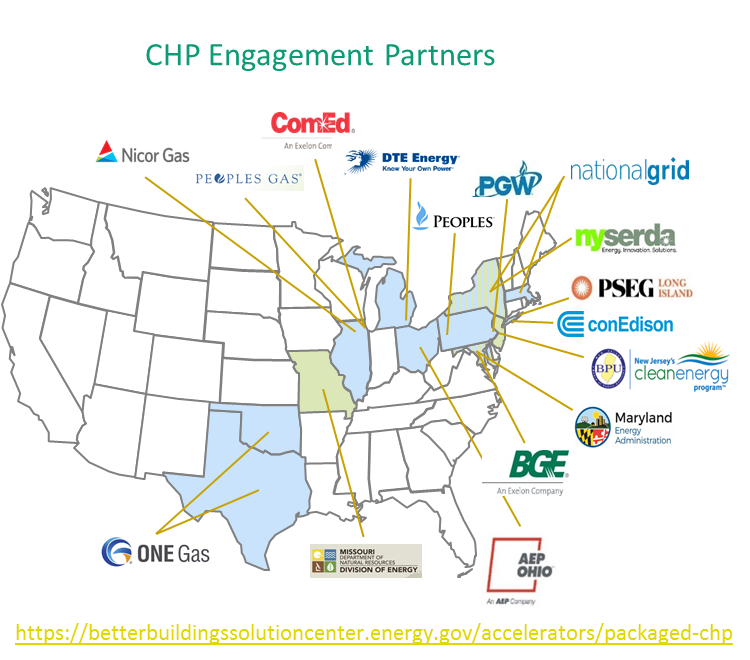 CHP Engagement Partners
ComEd®
An Exelon Com
Nicor Gas
PEOPLES GAS®
DTE Energy®
Know Your Own Power®
PGW
nationalgrid
PEOPLES™
nyserda
Energy. Innovation. Solutions.
PSEG LONG
ISLAND
conEdison
BPU
New Jersey's
cleanenergy
program™
Maryland
Energy
Administration
BGE®
An Exelon Company
ONE Gas
MISSOURI
DEPARTMENT OF
NATURAL RESOURCES
DIVISION OF ENERGY
AEP
OHIO®
An AEP Company
https://betterbuildingssolutioncenter.energy.gov/accelerators/packaged-chp